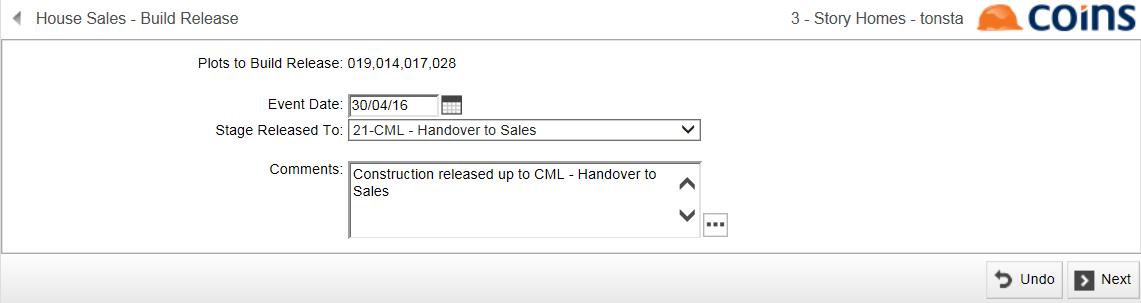 House Sales - Build Release
3 - Story Homes - tonsta
coins
Plots to Build Release: 019,014,017,028
Event Date: 30/04/16
Stage Released To: 21-CML - Handover to Sales
Comments: Construction released up to CML - Handover to
Sales
Undo
Next